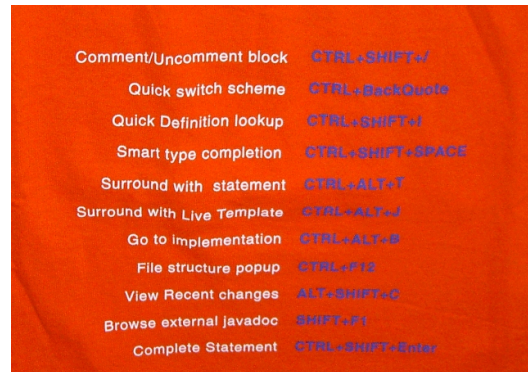 Comment/Uncomment block CTRL+SHIFT+/
Quick switch scheme CTRL+BackQuote
Quick Definition lookup CTRL+SHIFT+I
Smart type completion CTRL+SHIFT+SPACE
Surround with statement CTRL+ALT+T
Surround with Live Template CTRL+ALT+J
Go to implementation CTRL+ALT+B
File structure popup CTRL+F12
View Recent changes ALT+SHIFT+C
Browse external javadoc SHIFT+F1
Complete Statement CTRL+SHIFT+Enter